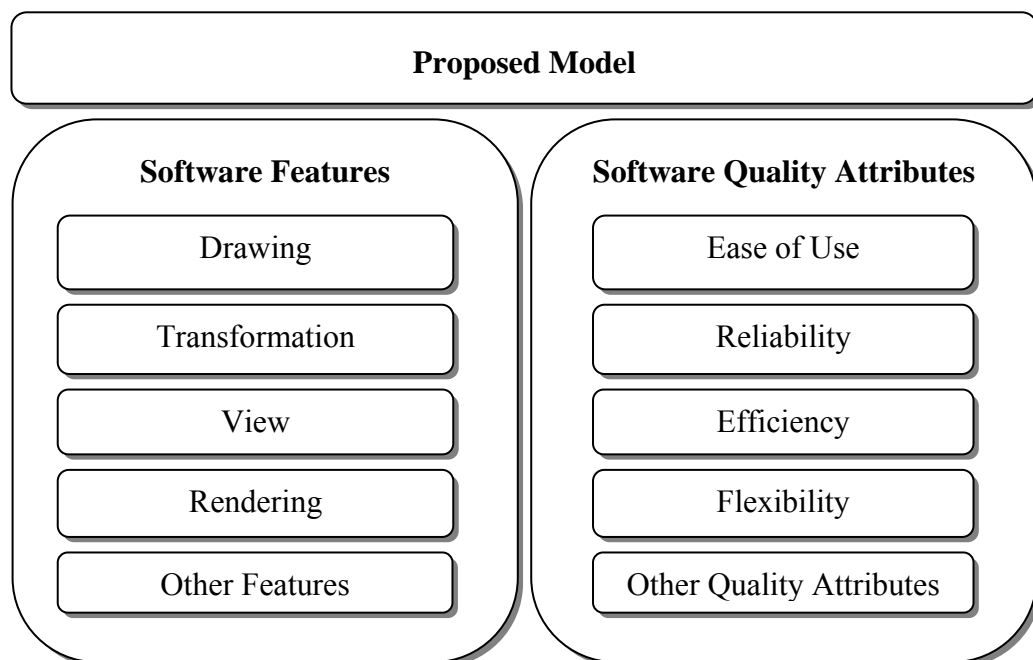 Proposed Model
Software Features
Drawing
Transformation
View
Rendering
Other Features
Software Quality Attributes
Ease of Use
Reliability
Efficiency
Flexibility
Other Quality Attributes